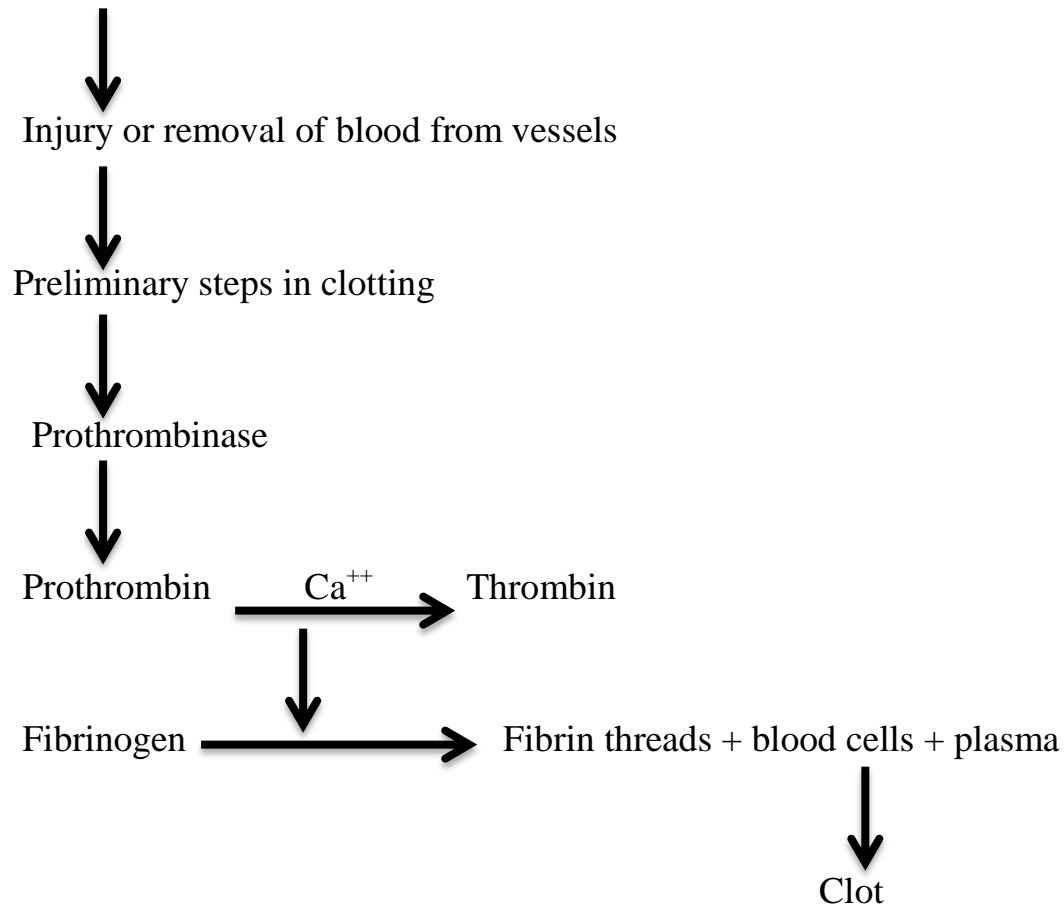 Injury or removal of blood from vessels
Preliminary steps in clotting
Prothrombinase
Prothrombin Ca⁺⁺ Thrombin
Fibrinogen Fibrin threads + blood cells + plasma
Clot